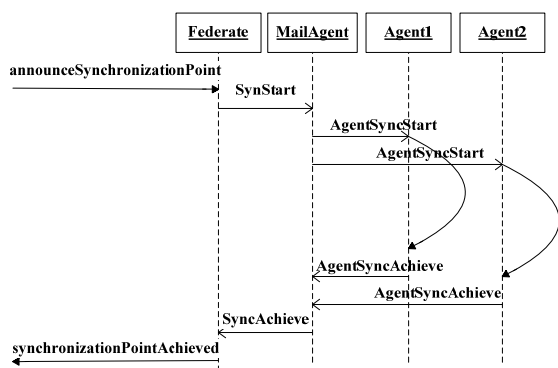 Federate MailAgent Agent1 Agent2
announceSynchronizationPoint
SynStart
AgentSyncStart
AgentSyncStart
AgentSyncAchieve
AgentSyncAchieve
SyncAchieve
synchronizationPointAchieved